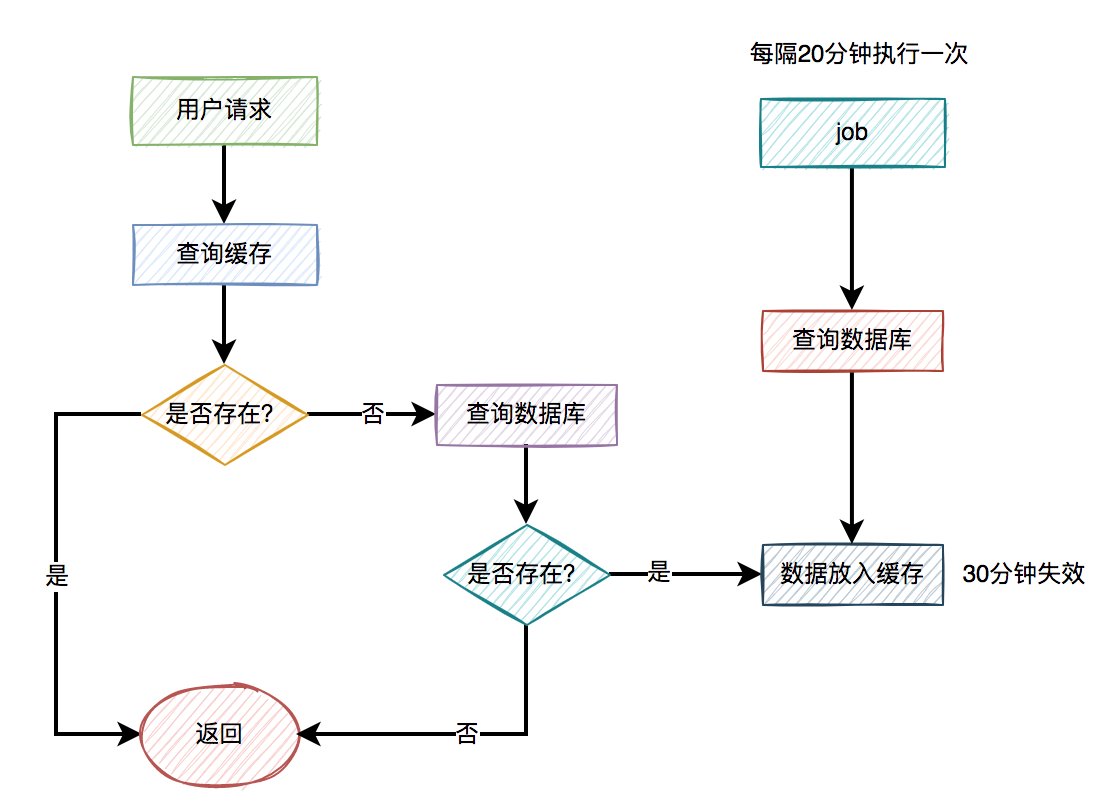 每隔20分钟执行一次
用户请求
job
查询缓存
查询数据库
是否存在?
否
查询数据库
是
是否存在?
是
数据放入缓存
30分钟失效
返回
否